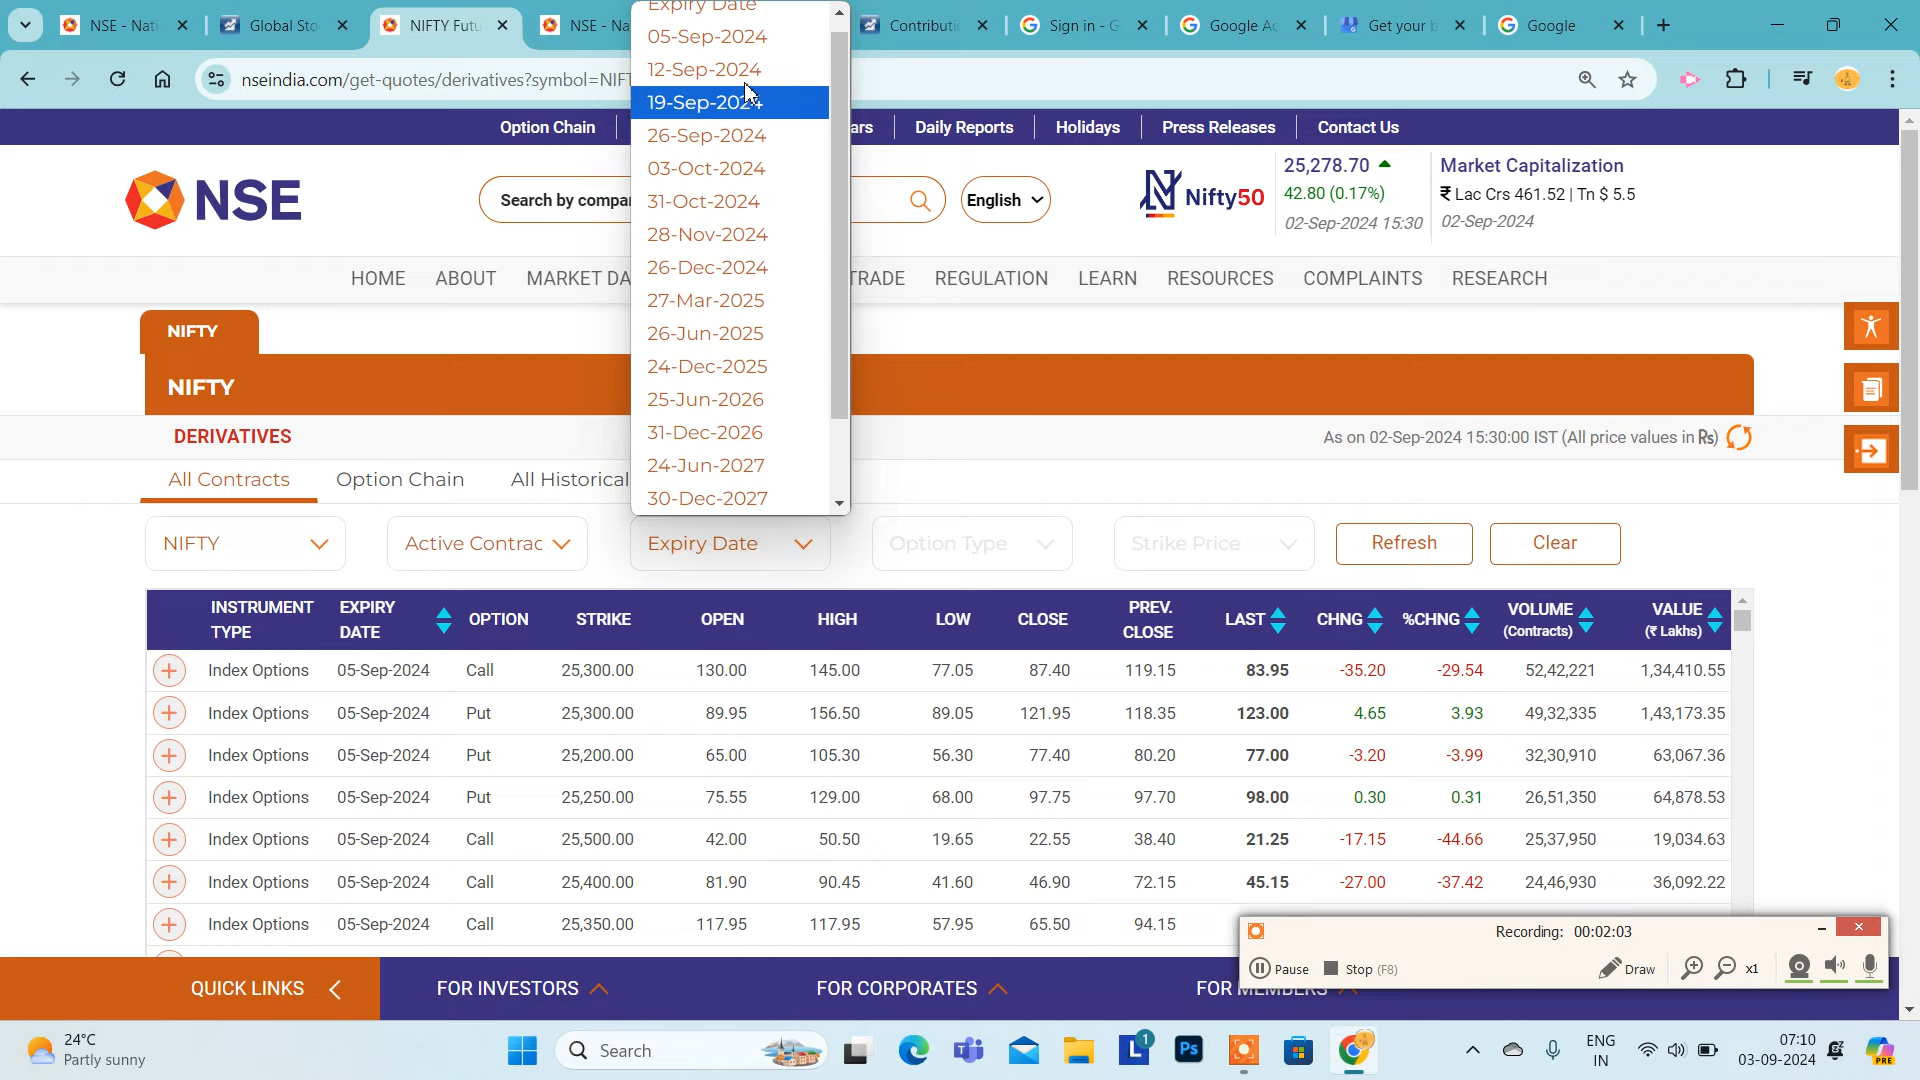 NSE - Nati
Global Sto
NIFTY Futu
NSE - Na
Contributi
Sign in - G
Google Ac
Get your b
Google
nseindia.com/get-quotes/derivatives?symbol=NIFT
Expiry Date
05-Sep-2024
12-Sep-2024
19-Sep-2024
26-Sep-2024
03-Oct-2024
31-Oct-2024
28-Nov-2024
26-Dec-2024
27-Mar-2025
26-Jun-2025
24-Dec-2025
25-Jun-2026
31-Dec-2026
24-Jun-2027
30-Dec-2027
Option Chain
ars
Daily Reports
Holidays
Press Releases
Contact Us
NSE
Search by compa
English
Nifty50
25,278.70
42.80 (0.17%)
02-Sep-2024 15:30
Market Capitalization
₹ Lac Crs 461.52 | Tn $ 5.5
02-Sep-2024
HOME ABOUT MARKET DA TRADE REGULATION LEARN RESOURCES COMPLAINTS RESEARCH
NIFTY
NIFTY
DERIVATIVES
As on 02-Sep-2024 15:30:00 IST (All price values in Rs)
All Contracts Option Chain All Historical
NIFTY Active Contrac Expiry Date Option Type Strike Price Refresh Clear
INSTRUMENT TYPE EXPIRY DATE OPTION STRIKE OPEN HIGH LOW CLOSE PREV. CLOSE LAST CHNG %CHNG VOLUME (Contracts) VALUE (₹ Lakhs)
Index Options 05-Sep-2024 Call 25,300.00 130.00 145.00 77.05 87.40 119.15 83.95 -35.20 -29.54 52,42,221 1,34,410.55
Index Options 05-Sep-2024 Put 25,300.00 89.95 156.50 89.05 121.95 118.35 123.00 4.65 3.93 49,32,335 1,43,173.35
Index Options 05-Sep-2024 Put 25,200.00 65.00 105.30 56.30 77.40 80.20 77.00 -3.20 -3.99 32,30,910 63,067.36
Index Options 05-Sep-2024 Put 25,250.00 75.55 129.00 68.00 97.75 97.70 98.00 0.30 0.31 26,51,350 64,878.53
Index Options 05-Sep-2024 Call 25,500.00 42.00 50.50 19.65 22.55 38.40 21.25 -17.15 -44.66 25,37,950 19,034.63
Index Options 05-Sep-2024 Call 25,400.00 81.90 90.45 41.60 46.90 72.15 45.15 -27.00 -37.42 24,46,930 36,092.22
Index Options 05-Sep-2024 Call 25,350.00 117.95 117.95 57.95 65.50 94.15
Recording: 00:02:03
Pause Stop (F8) Draw x1
QUICK LINKS FOR INVESTORS FOR CORPORATES FOR MEMBERS
24°C
Partly sunny
Search
1
Ps
ENG
IN
07:10
03-09-2024
PRE